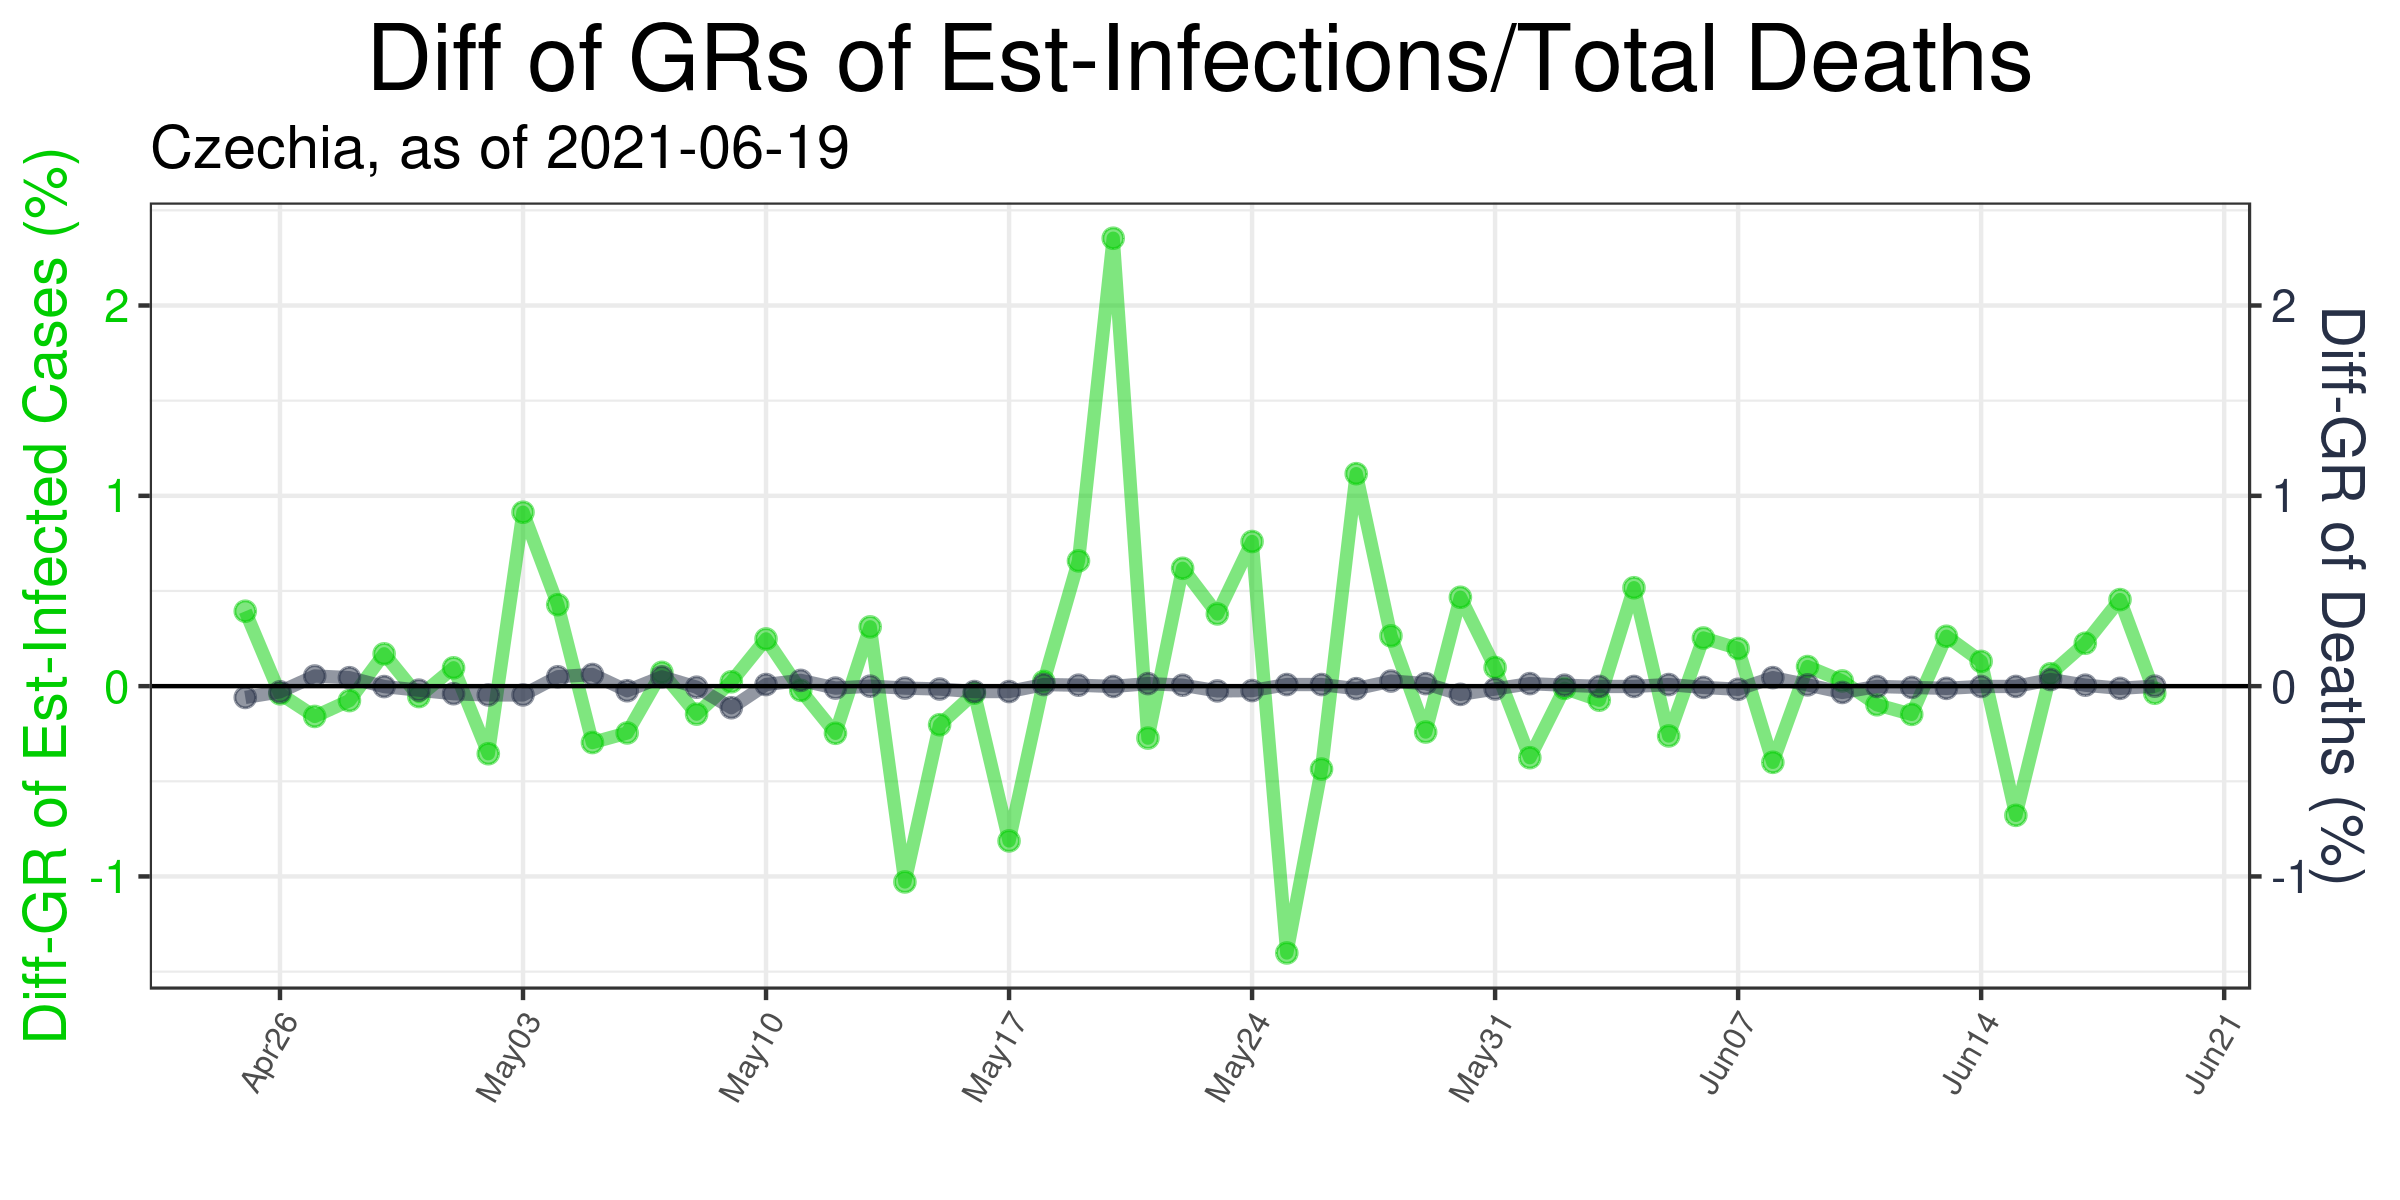 Diff of GRs of Est-Infections/Total Deaths
Czechia, as of 2021-06-19
Diff-GR of Est-Infected Cases (%)
2
1
0
-1
2
1
0
-1
Diff-GR of Deaths (%)
Apr26
May03
May10
May17
May24
May31
Jun07
Jun14
Jun21